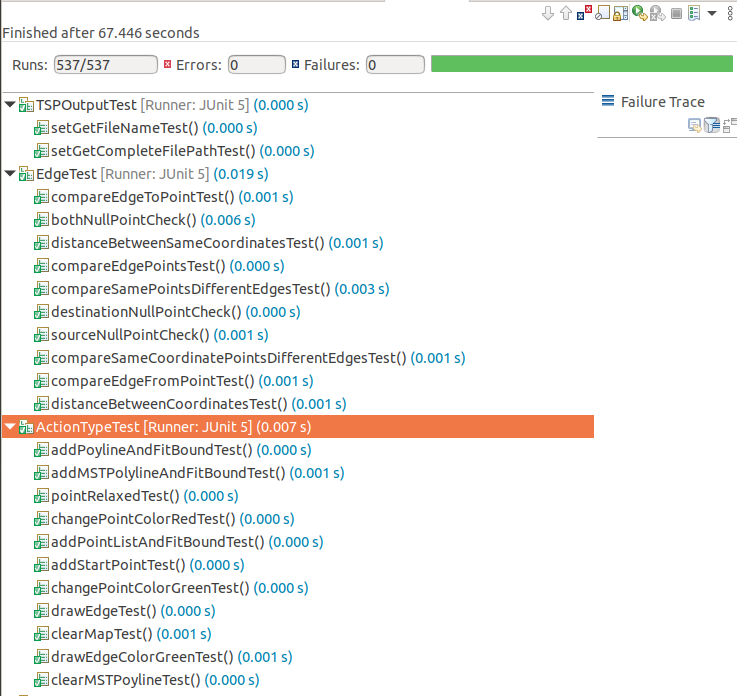 Finished after 67.446 seconds
Runs: 537/537 Errors: 0 Failures: 0
TSPOutputTest [Runner: JUnit 5] (0.000 s)
Failure Trace
setGetFileNameTest() (0.000 s)
setGetCompleteFilePathTest() (0.000 s)
EdgeTest [Runner: JUnit 5] (0.019 s)
compareEdgeToPointTest() (0.001 s)
bothNullPointCheck() (0.006 s)
distanceBetweenSameCoordinatesTest() (0.001 s)
compareEdgePointsTest() (0.000 s)
compareSamePointsDifferentEdgesTest() (0.003 s)
destinationNullPointCheck() (0.000 s)
sourceNullPointCheck() (0.001 s)
compareSameCoordinatePointsDifferentEdgesTest() (0.001 s)
compareEdgeFromPointTest() (0.001 s)
distanceBetweenCoordinatesTest() (0.001 s)
ActionTypeTest [Runner: JUnit 5] (0.007 s)
addPoylineAndFitBoundTest() (0.000 s)
addMSTPolylineAndFitBoundTest() (0.001 s)
pointRelaxedTest() (0.000 s)
changePointColorRedTest() (0.000 s)
addPointListAndFitBoundTest() (0.000 s)
addStartPointTest() (0.000 s)
changePointColorGreenTest() (0.000 s)
drawEdgeTest() (0.000 s)
clearMapTest() (0.001 s)
drawEdgeColorGreenTest() (0.001 s)
clearMSTPoylineTest() (0.000 s)